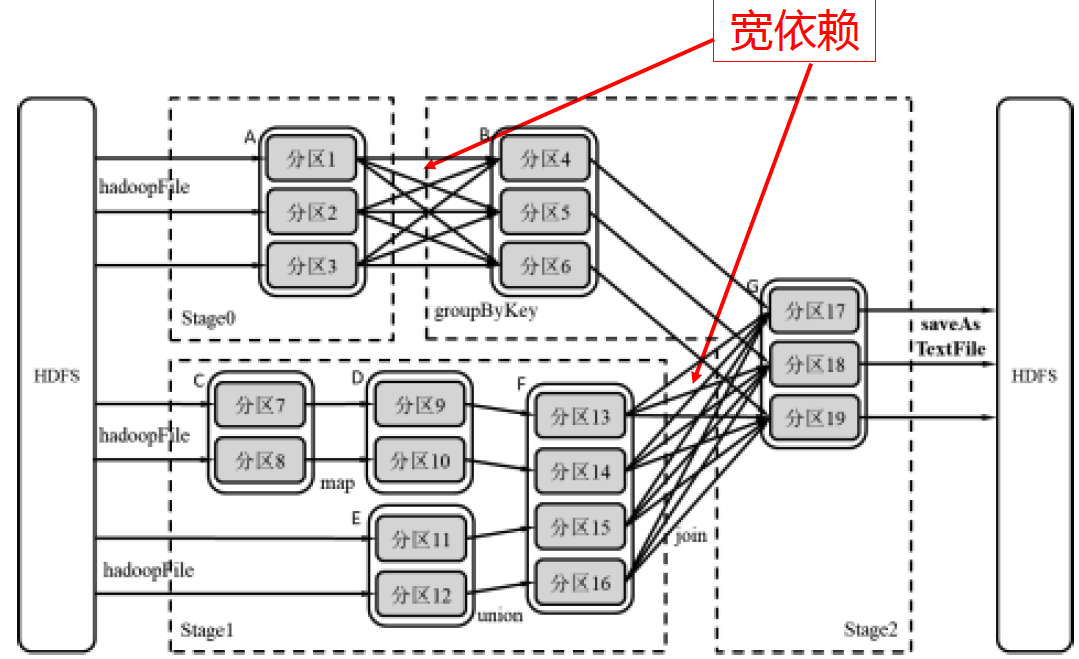 宽依赖
HDFS
hadoopFile
A
分区1
分区2
分区3
Stage0
B
分区4
分区5
分区6
groupByKey
hadoopFile
C
分区7
分区8
map
D
分区9
分区10
hadoopFile
E
分区11
分区12
union
F
分区13
分区14
分区15
分区16
Stage1
join
G
分区17
分区18
分区19
Stage2
saveAs
TextFile
HDFS